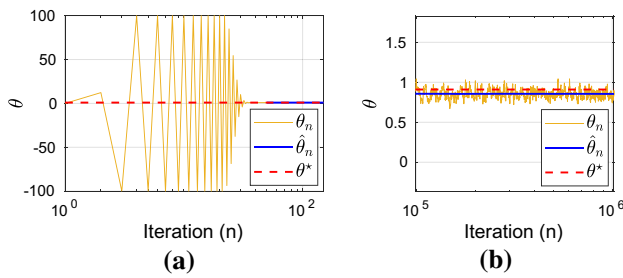 100
50
0
-50
-100
θ
10^0
10^2
Iteration (n)
θ_n
θ̂_n
θ*
(a)
1.5
1
0.5
0
θ
10^5
10^6
Iteration (n)
θ_n
θ̂_n
θ*
(b)